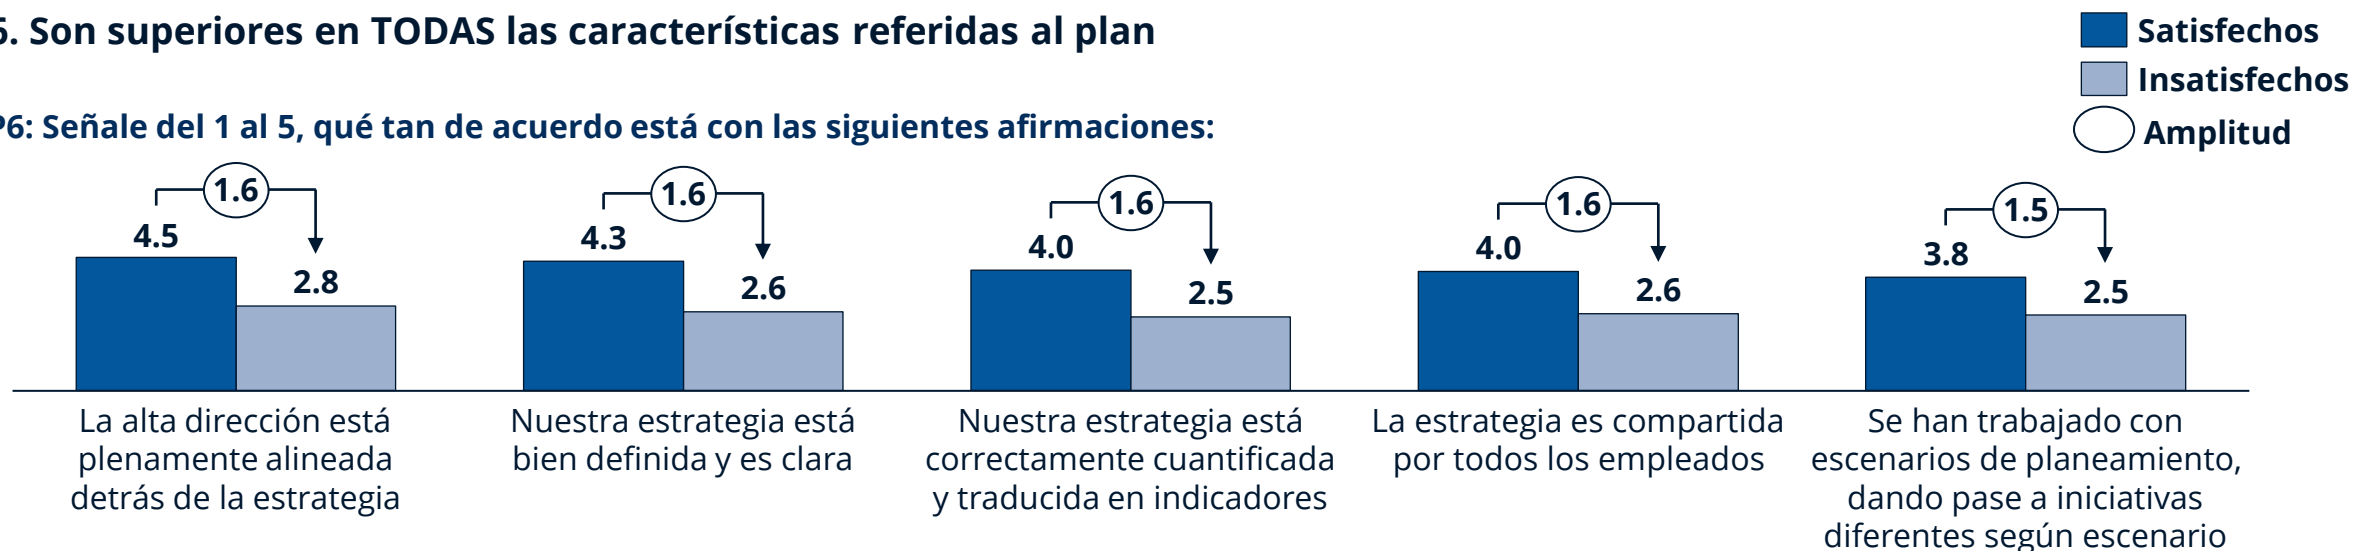 6. Son superiores en TODAS las características referidas al plan
Satisfechos
Insatisfechos
Amplitud
P6: Señale del 1 al 5, qué tan de acuerdo está con las siguientes afirmaciones:
1.6
4.5
2.8
La alta dirección está
plenamente alineada
detrás de la estrategia
1.6
4.3
2.6
Nuestra estrategia está
bien definida y es clara
1.6
4.0
2.5
Nuestra estrategia está
correctamente cuantificada
y traducida en indicadores
1.6
4.0
2.6
La estrategia es compartida
por todos los empleados
1.5
3.8
2.5
Se han trabajado con
escenarios de planeamiento,
dando pase a iniciativas
diferentes según escenario